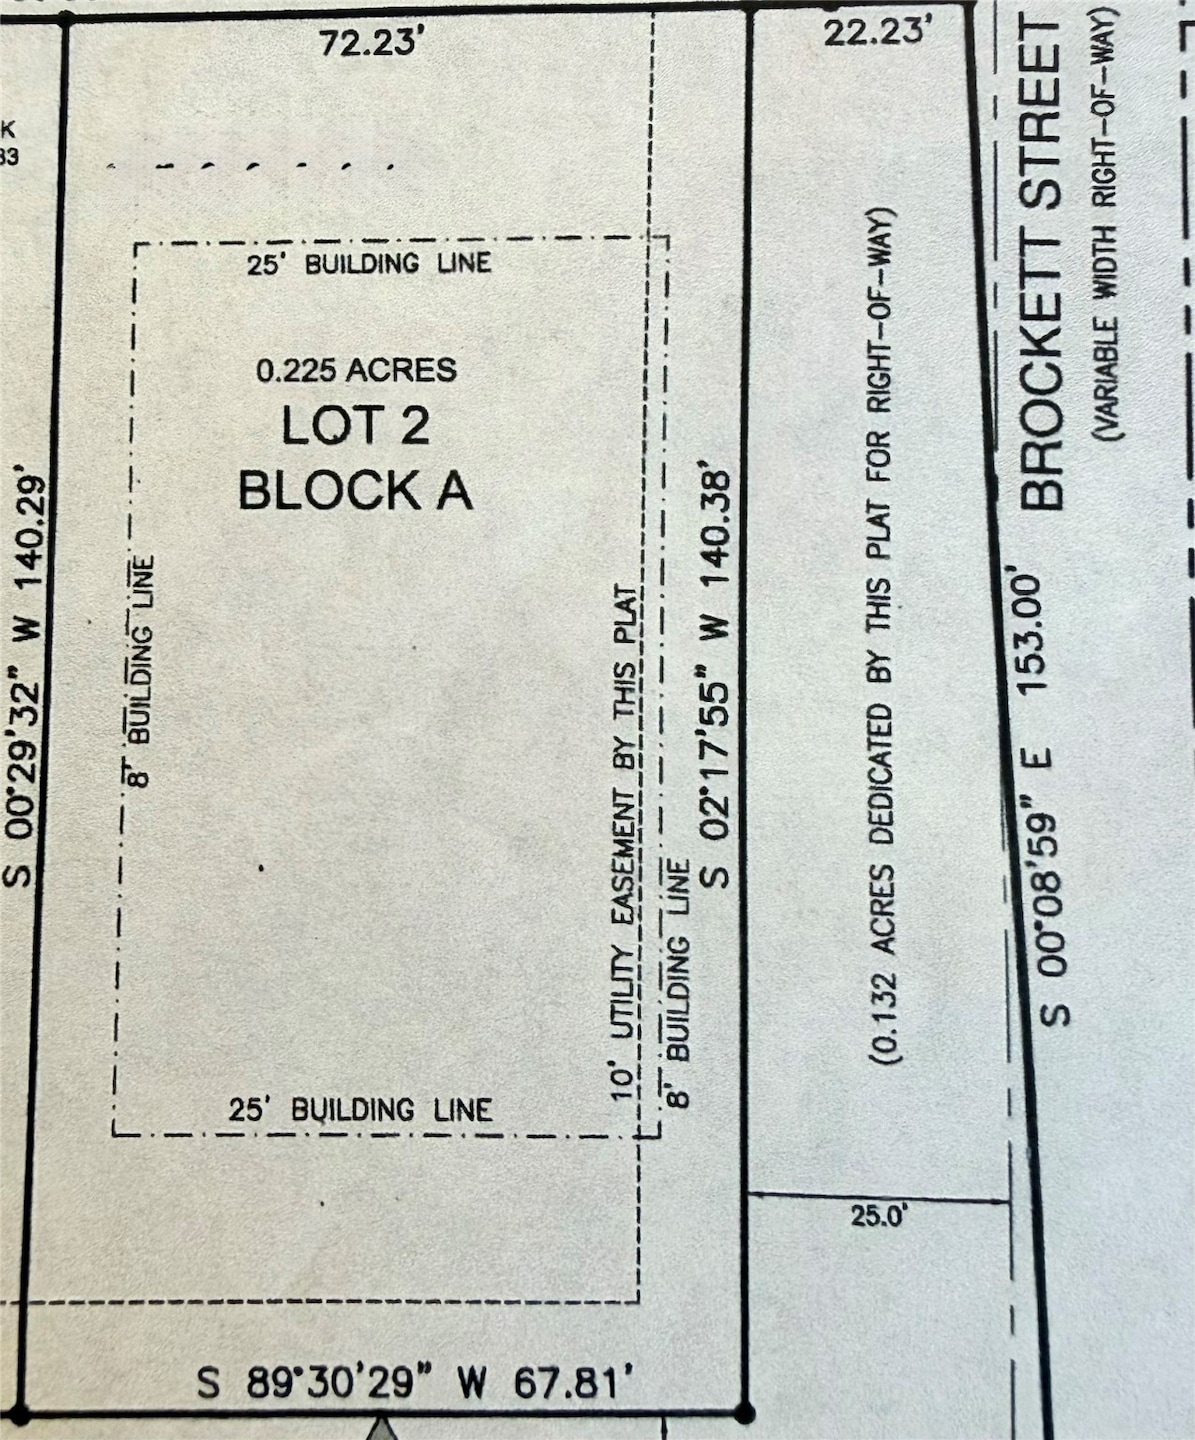 72.23'
22.23'
K
33
25' BUILDING LINE
0.225 ACRES
LOT 2
BLOCK A
S 00°29'32" W 140.29'
8' BUILDING LINE
10' UTILITY EASEMENT BY THIS PLAT
8' BUILDING LINE
S 02°17'55" W 140.38'
(0.132 ACRES DEDICATED BY THIS PLAT FOR RIGHT-OF-WAY)
S 00°08'59" E 153.00'
BROCKETT STREET
(VARIABLE WIDTH RIGHT-OF-WAY)
25' BUILDING LINE
25.0'
S 89°30'29" W 67.81'